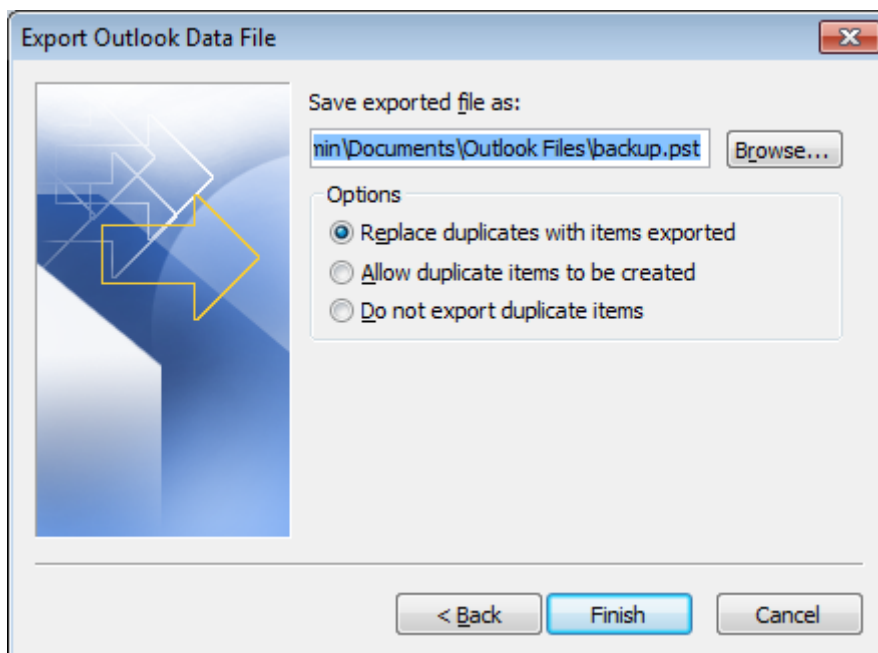 Export Outlook Data File
Save exported file as:
min\Documents\Outlook Files\backup.pst
Browse...
Options
Replace duplicates with items exported
Allow duplicate items to be created
Do not export duplicate items
< Back
Finish
Cancel